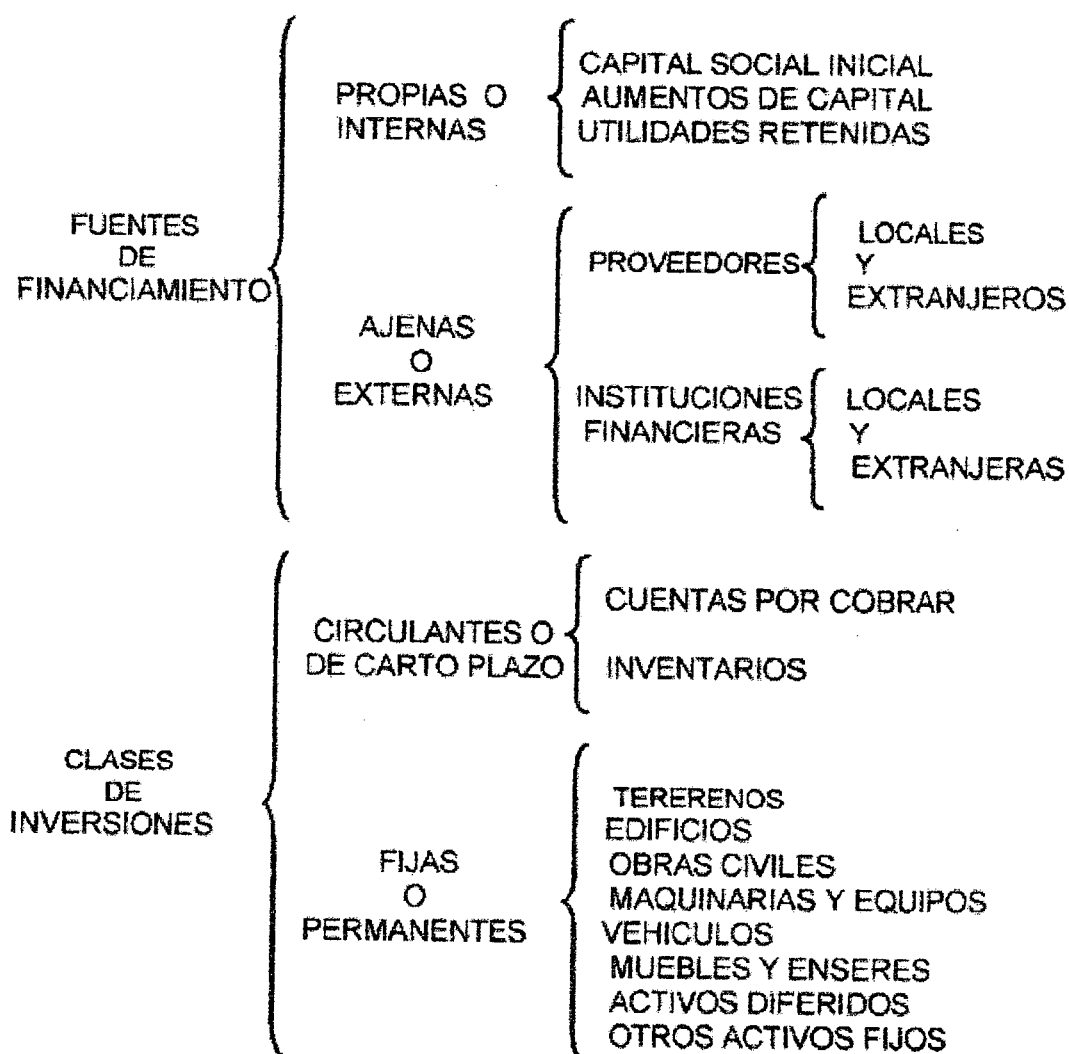 FUENTES
DE
FINANCIAMIENTO
PROPIAS O
INTERNAS
CAPITAL SOCIAL INICIAL
AUMENTOS DE CAPITAL
UTILIDADES RETENIDAS
AJENAS
O
EXTERNAS
PROVEEDORES
LOCALES
Y
EXTRANJEROS
INSTITUCIONES
FINANCIERAS
LOCALES
Y
EXTRANJERAS
CLASES
DE
INVERSIONES
CIRCULANTES O
DE CARTO PLAZO
CUENTAS POR COBRAR
INVENTARIOS
FIJAS
O
PERMANENTES
TERERENOS
EDIFICIOS
OBRAS CIVILES
MAQUINARIAS Y EQUIPOS
VEHICULOS
MUEBLES Y ENSERES
ACTIVOS DIFERIDOS
OTROS ACTIVOS FIJOS